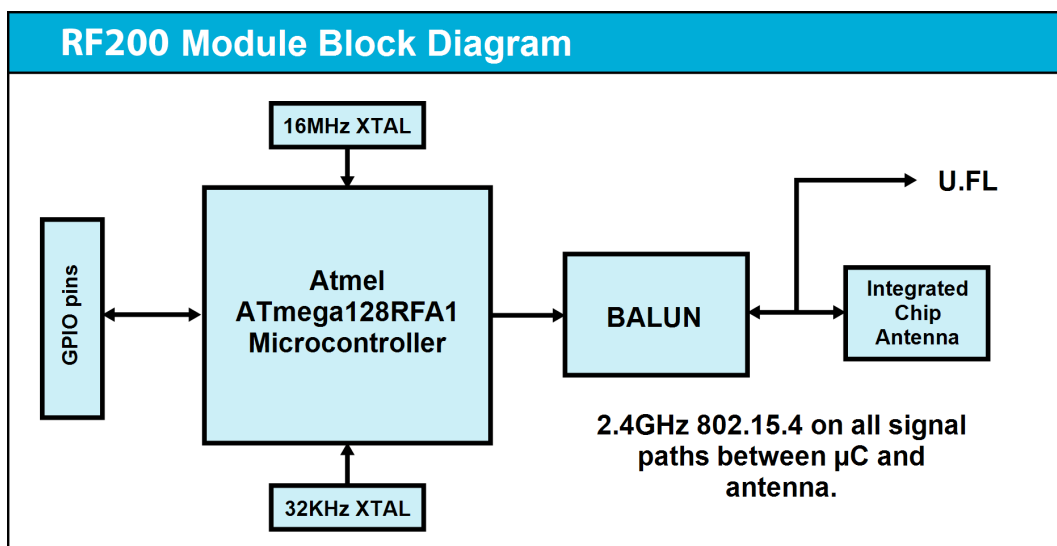 RF200 Module Block Diagram
16MHz XTAL
U.FL
GPIO pins
Atmel
ATmega128RFA1
Microcontroller
BALUN
Integrated
Chip
Antenna
2.4GHz 802.15.4 on all signal
paths between µC and
antenna.
32KHz XTAL